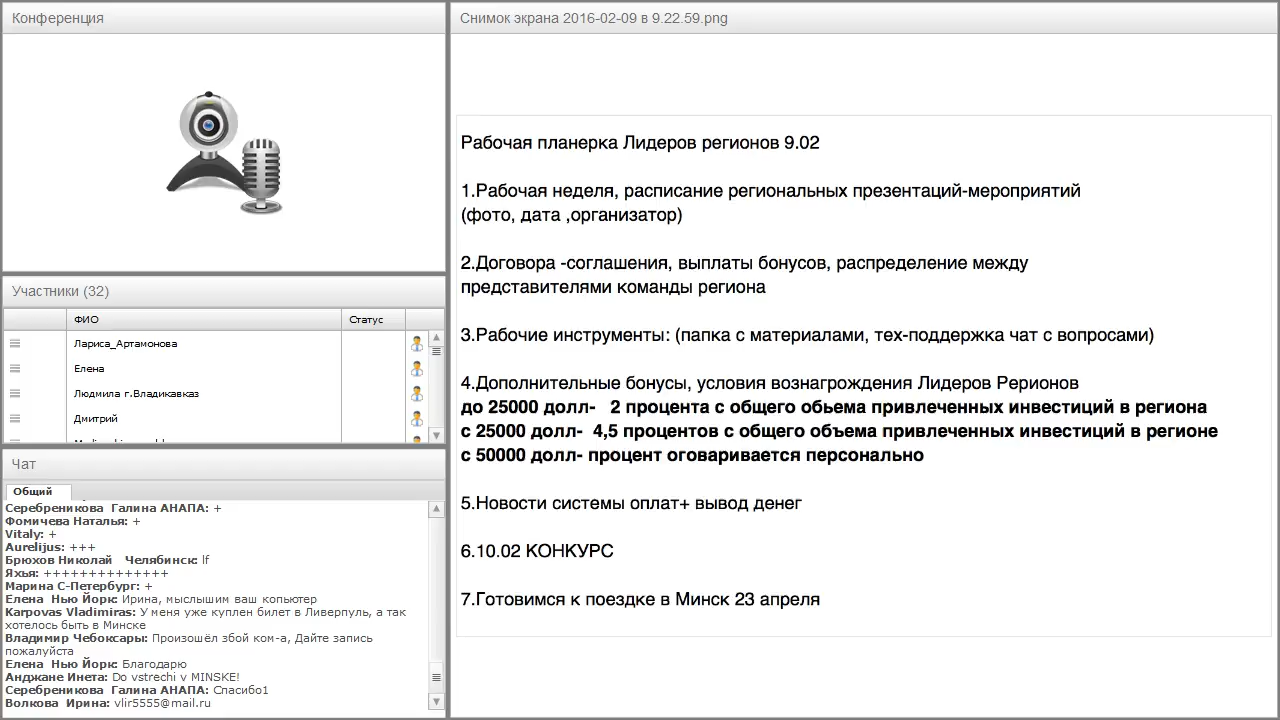 Конференция
Участники (32)
ФИО
Статус
Лариса_Артамонова
Елена
Людмила г.Владикавказ
Дмитрий
Чат
Общий
Серебреникова Галина АНАПА: +
Фомичева Наталья: +
Vitaly: +
Aurelijus: +++
Брюхов Николай Челябинск: lf
Яхъя: ++++++++++++++
Марина С-Петербург: +
Елена Нью Йорк: Ирина, мыслышим ваш копьютер
Karpovas Vladimiras: У меня уже куплен билет в Ливерпуль, а так
хотелось быть в Минске
Владимир Чебоксары: Произошёл збой ком-а, Дайте запись
пожалуйста
Елена Нью Йорк: Благодарю
Анджане Инета: Do vstrechi v MINSKE!
Серебреникова Галина АНАПА: Спасибо1
Волкова Ирина: vlir5555@mail.ru
Снимок экрана 2016-02-09 в 9.22.59.png
Рабочая планерка Лидеров регионов 9.02
1.Рабочая неделя, расписание региональных презентаций-мероприятий
(фото, дата ,организатор)
2.Договора -соглашения, выплаты бонусов, распределение между
представителями команды региона
3.Рабочие инструменты: (папка с материалами, тех-поддержка чат с вопросами)
4.Дополнительные бонусы, условия вознагрождения Лидеров Рерионов
до 25000 долл- 2 процента с общего обьема привлеченных инвестиций в региона
с 25000 долл- 4,5 процентов с общего объема привлеченных инвестиций в регионе
с 50000 долл- процент оговаривается персонально
5.Новости системы оплат+ вывод денег
6.10.02 КОНКУРС
7.Готовимся к поездке в Минск 23 апреля